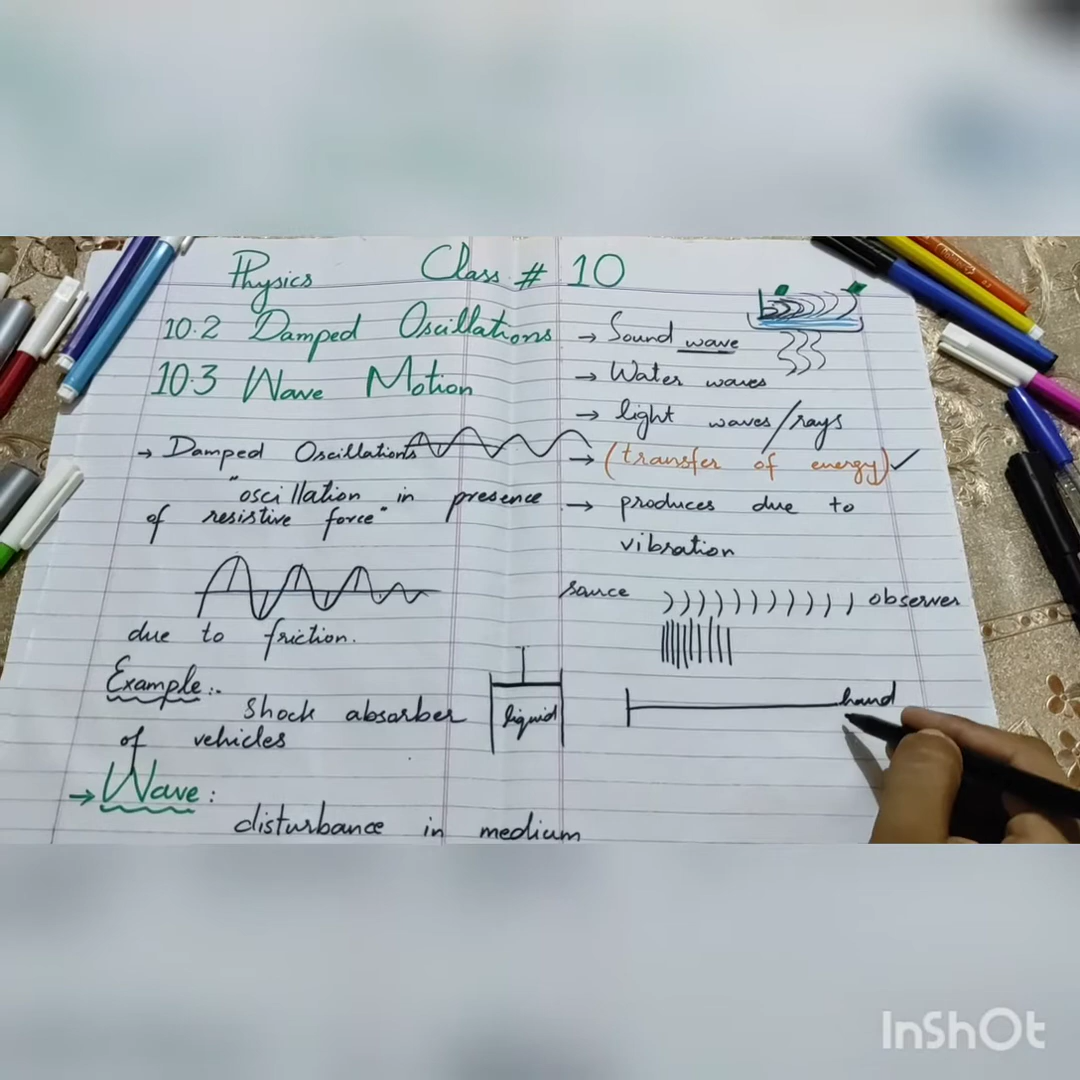 Physics Class # 10
10.2 Damped Oscillations
10.3 Wave Motion
→ Damped Oscillations
"oscillation in presence
of resistive force"
due to friction.
Example:-
Shock absorber
of vehicles
liquid
→ Wave:
disturbance in medium
→ Sound wave
→ Water waves
→ light waves/rays
→ (transfer of energy) ✓
→ produces due to
vibration
source observer
hand
InShOt